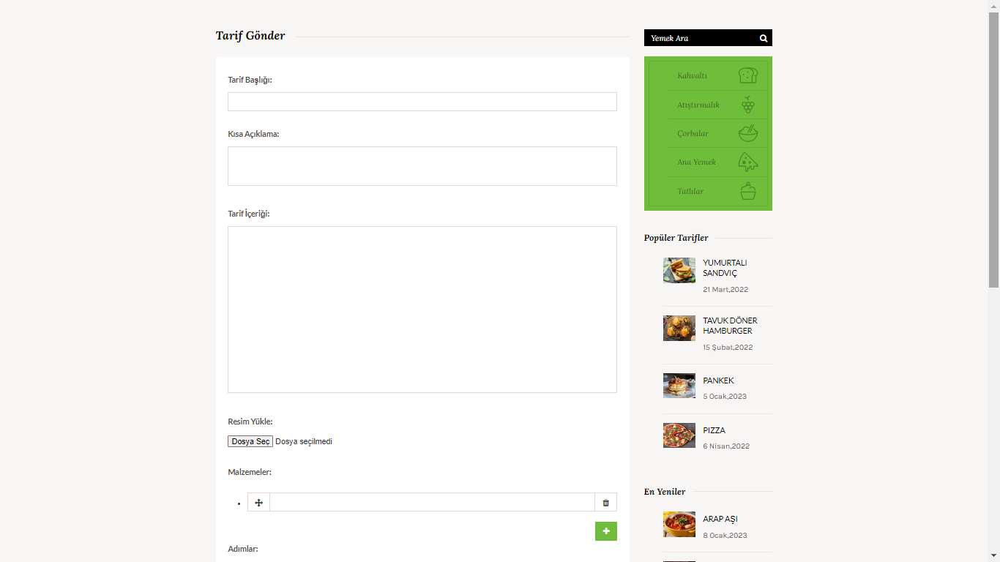 Tarif Gönder
Tarif Başlığı:
Kısa Açıklama:
Tarif İçeriği:
Resim Yükle:
Dosya Seç Dosya seçilmedi
Malzemeler:
Adımlar:
Yemek Ara
Kahvaltı
Atıştırmalık
Çorbalar
Ana Yemek
Tatlılar
Popüler Tarifler
YUMURTALI
SANDVİÇ
21 Mart,2022
TAVUK DÖNER
HAMBURGER
15 Şubat,2022
PANKEK
5 Ocak,2023
PIZZA
6 Nisan,2022
En Yeniler
ARAP AŞI
8 Ocak,2023